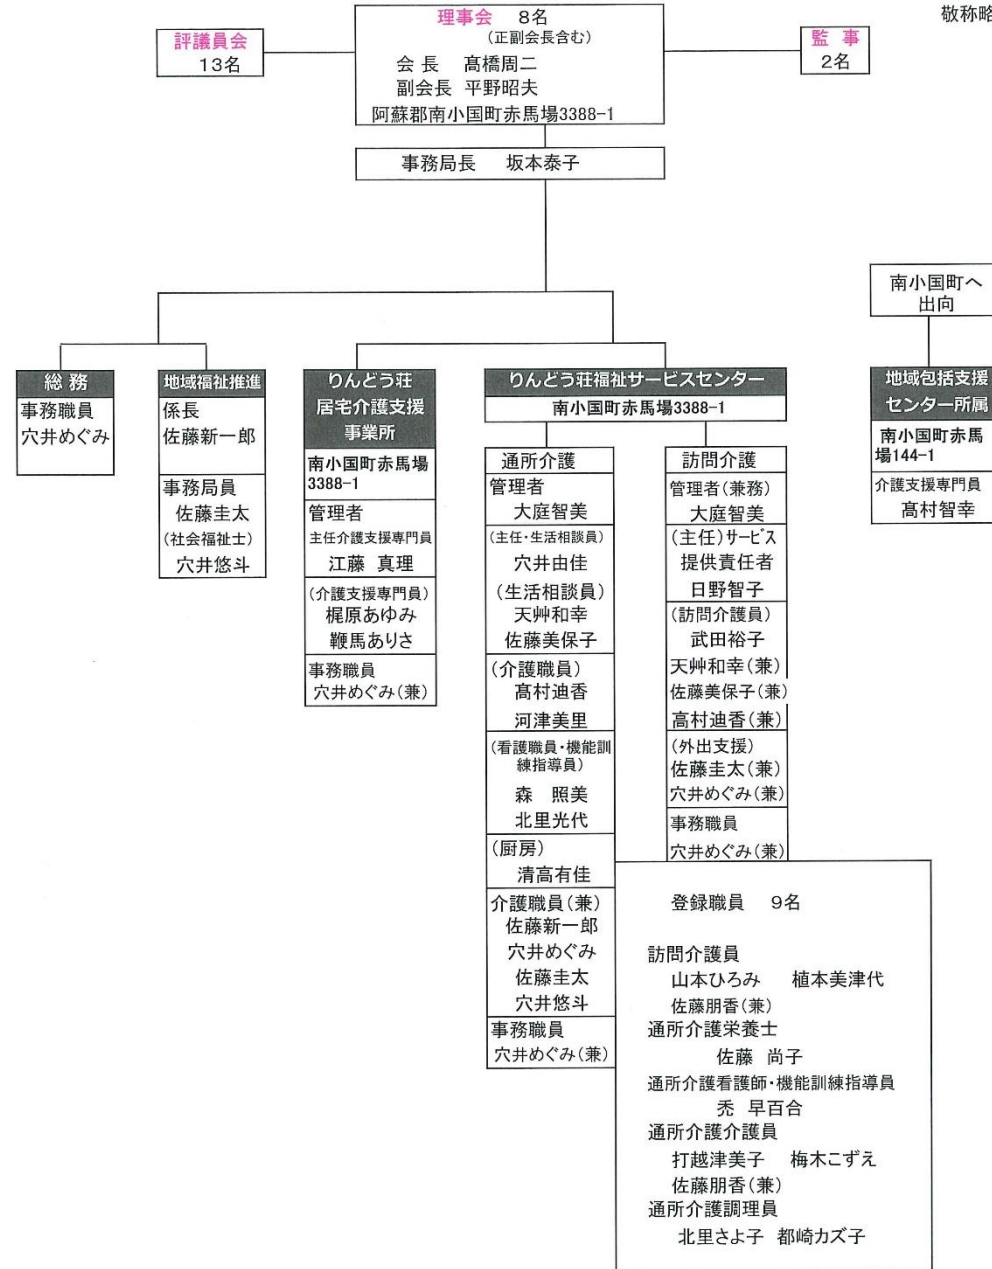 敬称略
評議員会
13名
理事会 8名
(正副会長含む)
会 長 髙橋周二
副会長 平野昭夫
阿蘇郡南小国町赤馬場3388-1
監 事
2名
事務局長 坂本泰子
南小国町へ
出向
総 務
事務職員
穴井めぐみ
地域福祉推進
係長
佐藤新一郎
事務局員
佐藤圭太
(社会福祉士)
穴井悠斗
りんどう荘
居宅介護支援
事業所
南小国町赤馬場
3388-1
管理者
主任介護支援専門員
江藤 真理
(介護支援専門員)
梶原あゆみ
鞭馬ありさ
事務職員
穴井めぐみ(兼)
りんどう荘福祉サービスセンター
南小国町赤馬場3388-1
通所介護
管理者
大庭智美
(主任・生活相談員)
穴井由佳
(生活相談員)
天艸和幸
佐藤美保子
(介護職員)
髙村迪香
河津美里
(看護職員・機能訓
練指導員)
森 照美
北里光代
(厨房)
清高有佳
介護職員(兼)
佐藤新一郎
穴井めぐみ
佐藤圭太
穴井悠斗
事務職員
穴井めぐみ(兼)
訪問介護
管理者(兼務)
大庭智美
(主任)サービス
提供責任者
日野智子
(訪問介護員)
武田裕子
天艸和幸(兼)
佐藤美保子(兼)
高村迪香(兼)
(外出支援)
佐藤圭太(兼)
穴井めぐみ(兼)
事務職員
穴井めぐみ(兼)
地域包括支援
センター所属
南小国町赤馬
場144-1
介護支援専門員
髙村智幸
登録職員 9名
訪問介護員
山本ひろみ 植本美津代
佐藤朋香(兼)
通所介護栄養士
佐藤 尚子
通所介護看護師・機能訓練指導員
禿 早百合
通所介護介護員
打越津美子 梅木こずえ
佐藤朋香(兼)
通所介護調理員
北里さよ子 都崎カズ子